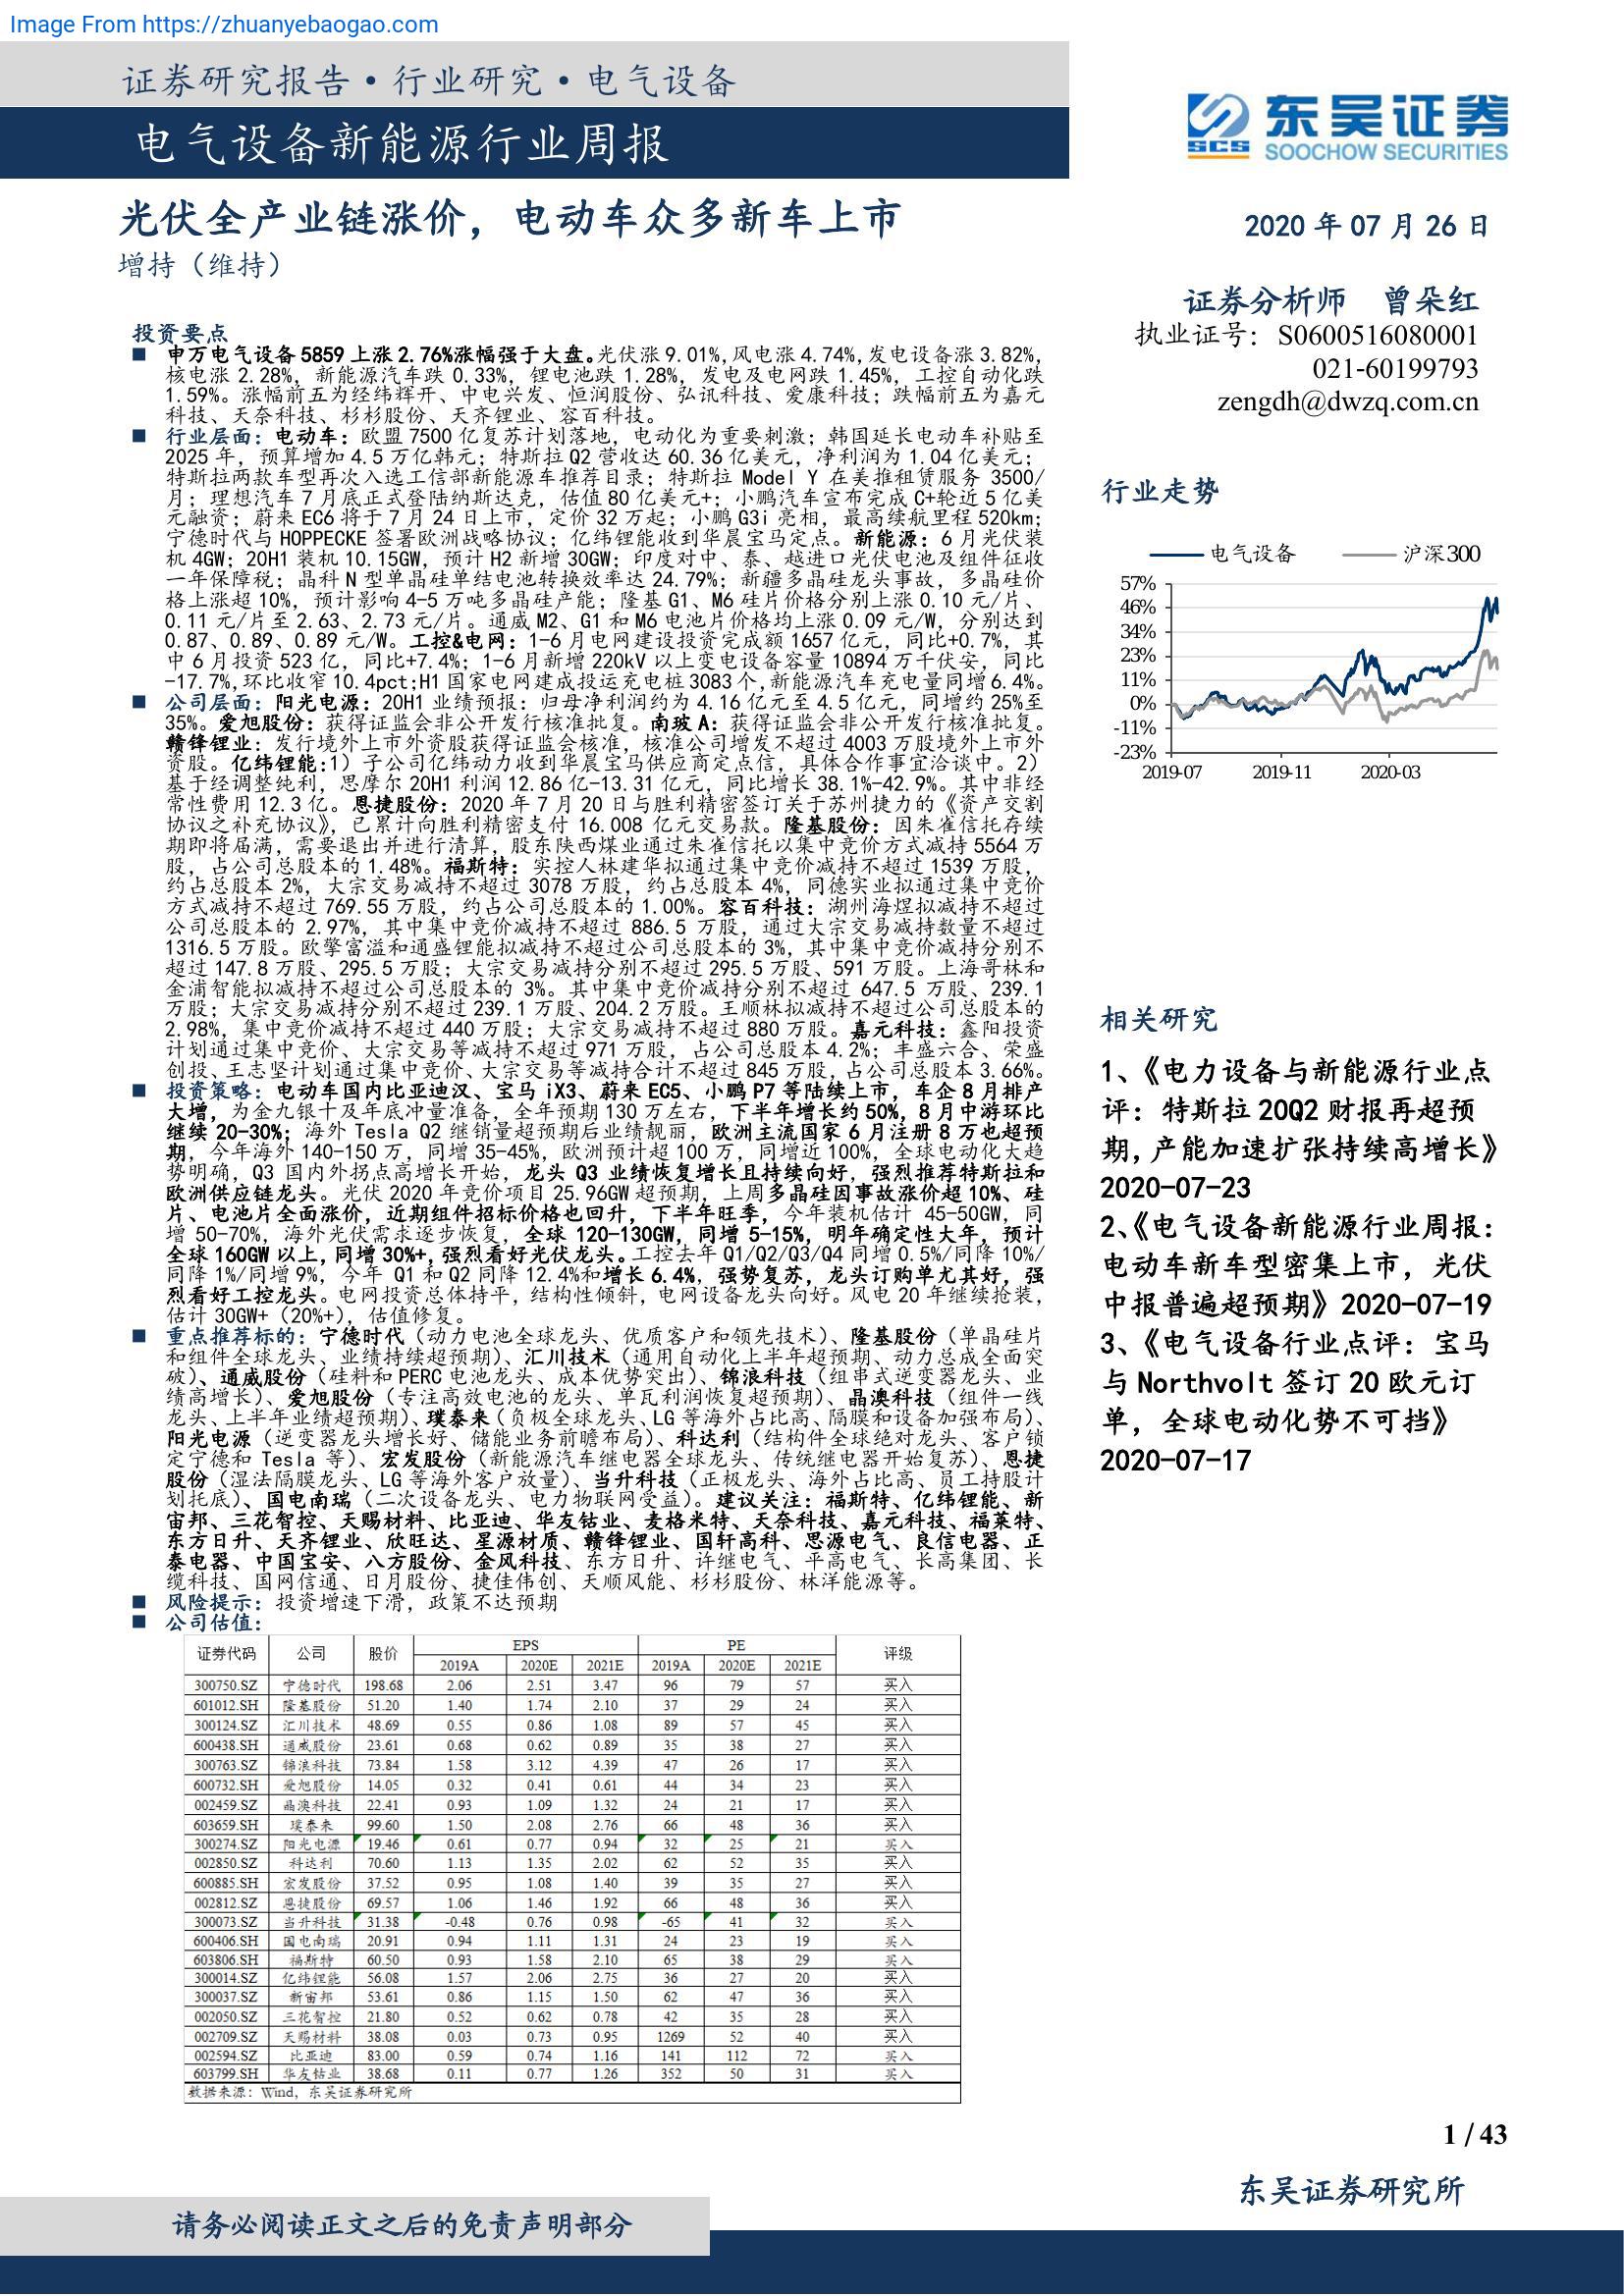 Image From https://zhuanyebaogao.com
证券研究报告·行业研究·电气设备
电气设备新能源行业周报
东吴证券
SCS
SOOCHOW SECURITIES
光伏全产业链涨价，电动车众多新车上市
增持（维持）
2020 年 07 月 26 日
证券分析师 曾朵红
执业证号：S0600516080001
021-60199793
zengdh@dwzq.com.cn
投资要点
■ 申万电气设备 5859 上涨 2.76%涨幅强于大盘。光伏涨 9.01%,风电涨 4.74%,发电设备涨 3.82%,
核电涨 2.28%，新能源汽车跌 0.33%，锂电池跌 1.28%，发电及电网跌 1.45%，工控自动化跌
1.59%。涨幅前五为经纬辉开、中电兴发、恒润股份、弘讯科技、爱康科技；跌幅前五为嘉元
科技、天奈科技、杉杉股份、天齐锂业、容百科技。
■ 行业层面：电动车：欧盟 7500 亿复苏计划落地，电动化为重要刺激；韩国延长电动车补贴至
2025 年，预算增加 4.5 万亿韩元；特斯拉 Q2 营收达 60.36 亿美元，净利润为 1.04 亿美元；
特斯拉两款车型再次入选工信部新能源车推荐目录；特斯拉 Model Y 在美推租赁服务 3500/
月；理想汽车 7 月底正式登陆纳斯达克，估值 80 亿美元+；小鹏汽车宣布完成 C+轮近 5 亿美
元融资；蔚来 EC6 将于 7 月 24 日上市，定价 32 万起；小鹏 G3i 亮相，最高续航里程 520km；
宁德时代与 HOPPECKE 签署欧洲战略协议；亿纬锂能收到华晨宝马定点。新能源：6 月光伏装
机 4GW；20H1 装机 10.15GW，预计 H2 新增 30GW；印度对中、泰、越进口光伏电池及组件征收
一年保障税；晶科 N 型单晶硅单结电池转换效率达 24.79%；新疆多晶硅龙头事故，多晶硅价
格上涨超 10%，预计影响 4-5 万吨多晶硅产能；隆基 G1、M6 硅片价格分别上涨 0.10 元/片、
0.11 元/片至 2.63、2.73 元/片。通威 M2、G1 和 M6 电池片价格均上涨 0.09 元/W，分别达到
0.87、0.89、0.89 元/W。工控&电网：1-6 月电网建设投资完成额 1657 亿元，同比+0.7%，其
中 6 月投资 523 亿，同比+7.4%；1-6 月新增 220kV 以上变电设备容量 10894 万千伏安，同比
-17.7%,环比收窄 10.4pct;H1 国家电网建成投运充电桩 3083 个,新能源汽车充电量同增 6.4%。
■ 公司层面：阳光电源：20H1 业绩预报：归母净利润约为 4.16 亿元至 4.5 亿元，同增约 25%至
35%。爱旭股份：获得证监会非公开发行核准批复。南玻 A：获得证监会非公开发行核准批复。
赣锋锂业：发行境外上市外资股获得证监会核准，核准公司增发不超过 4003 万股境外上市外
资股。亿纬锂能:1）子公司亿纬动力收到华晨宝马供应商定点信，具体合作事宜洽谈中。2）
基于经调整纯利，思摩尔 20H1 利润 12.86 亿-13.31 亿元，同比增长 38.1%-42.9%。其中非经
常性费用 12.3 亿。恩捷股份：2020 年 7 月 20 日与胜利精密签订关于苏州捷力的《资产交割
协议之补充协议》，已累计向胜利精密支付 16.008 亿元交易款。隆基股份：因朱雀信托存续
期即将届满，需要退出并进行清算，股东陕西煤业通过朱雀信托以集中竞价方式减持 5564 万
股，占公司总股本的 1.48%。福斯特：实控人林建华拟通过集中竞价减持不超过 1539 万股，
约占总股本 2%，大宗交易减持不超过 3078 万股，约占总股本 4%，同德实业拟通过集中竞价
方式减持不超过 769.55 万股，约占公司总股本的 1.00%。容百科技：湖州海煜拟减持不超过
公司总股本的 2.97%，其中集中竞价减持不超过 886.5 万股，通过大宗交易减持数量不超过
1316.5 万股。欧擎富溢和通盛锂能拟减持不超过公司总股本的 3%，其中集中竞价减持分别不
超过 147.8 万股、295.5 万股；大宗交易减持分别不超过 295.5 万股、591 万股。上海哥林和
金浦智能拟减持不超过公司总股本的 3%。其中集中竞价减持分别不超过 647.5 万股、239.1
万股；大宗交易减持分别不超过 239.1 万股、204.2 万股。王顺林拟减持不超过公司总股本的
2.98%，集中竞价减持不超过 440 万股；大宗交易减持不超过 880 万股。嘉元科技：鑫阳投资
计划通过集中竞价、大宗交易等减持不超过 971 万股，占公司总股本 4.2%；丰盛六合、荣盛
创投、王志坚计划通过集中竞价、大宗交易等减持合计不超过 845 万股,占公司总股本 3.66%。
■ 投资策略：电动车国内比亚迪汉、宝马 iX3、蔚来 EC5、小鹏 P7 等陆续上市，车企 8 月排产
大增，为金九银十及年底冲量准备，全年预期 130 万左右，下半年增长约 50%，8 月中游环比
继续 20-30%；海外 Tesla Q2 继销量超预期后业绩靓丽，欧洲主流国家 6 月注册 8 万也超预
期，今年海外 140-150 万，同增 35-45%，欧洲预计超 100 万，同增近 100%，全球电动化大趋
势明确，Q3 国内外拐点高增长开始，龙头 Q3 业绩恢复增长且持续向好，强烈推荐特斯拉和
欧洲供应链龙头。光伏 2020 年竞价项目 25.96GW 超预期，上周多晶硅因事故涨价超 10%、硅
片、电池片全面涨价，近期组件招标价格也回升，下半年旺季，今年装机估计 45-50GW，同
增 50-70%，海外光伏需求逐步恢复，全球 120-130GW，同增 5-15%，明年确定性大年，预计
全球 160GW 以上,同增 30%+,强烈看好光伏龙头。工控去年 Q1/Q2/Q3/Q4 同增 0.5%/同降 10%/
同降 1%/同增 9%，今年 Q1 和 Q2 同降 12.4%和增长 6.4%，强势复苏，龙头订购单尤其好，强
烈看好工控龙头。电网投资总体持平，结构性倾斜，电网设备龙头向好。风电 20 年继续抢装，
估计 30GW+（20%+），估值修复。
■ 重点推荐标的：宁德时代（动力电池全球龙头、优质客户和领先技术）、隆基股份（单晶硅片
和组件全球龙头、业绩持续超预期）、汇川技术（通用自动化上半年超预期、动力总成全面突
破）、通威股份（硅料和 PERC 电池龙头、成本优势突出）、锦浪科技（组串式逆变器龙头、业
绩高增长）、爱旭股份（专注高效电池的龙头、单瓦利润恢复超预期）、晶澳科技（组件一线
龙头、上半年业绩超预期）、璞泰来（负极全球龙头、LG 等海外占比高、隔膜和设备加强布局）、
阳光电源（逆变器龙头增长好、储能业务前瞻布局）、科达利（结构件全球绝对龙头、客户锁
定宁德和 Tesla 等）、宏发股份（新能源汽车继电器全球龙头、传统继电器开始复苏）、恩捷
股份（湿法隔膜龙头、LG 等海外客户放量）、当升科技（正极龙头、海外占比高、员工持股计
划托底）、国电南瑞（二次设备龙头、电力物联网受益）。建议关注：福斯特、亿纬锂能、新
宙邦、三花智控、天赐材料、比亚迪、华友钴业、麦格米特、天奈科技、嘉元科技、福莱特、
东方日升、天齐锂业、欣旺达、星源材质、赣锋锂业、国轩高科、思源电气、良信电器、正
泰电器、中国宝安、八方股份、金风科技、东方日升、许继电气、平高电气、长高集团、长
缆科技、国网信通、日月股份、捷佳伟创、天顺风能、杉杉股份、林洋能源等。
■ 风险提示：投资增速下滑，政策不达预期
■ 公司估值：
证券代码 公司 股价 EPS PE 评级
2019A 2020E 2021E 2019A 2020E 2021E
300750.SZ 宁德时代 198.68 2.06 2.51 3.47 96 79 57 买入
601012.SH 隆基股份 51.20 1.40 1.74 2.10 37 29 24 买入
300124.SZ 汇川技术 48.69 0.55 0.86 1.08 89 57 45 买入
600438.SH 通威股份 23.61 0.68 0.62 0.89 35 38 27 买入
300763.SZ 锦浪科技 73.84 1.58 3.12 4.39 47 26 17 买入
600732.SH 爱旭股份 14.05 0.32 0.41 0.61 44 34 23 买入
002459.SZ 晶澳科技 22.41 0.93 1.09 1.32 24 21 17 买入
603659.SH 璞泰来 99.60 1.50 2.08 2.76 66 48 36 买入
300274.SZ 阳光电源 19.46 0.61 0.77 0.94 32 25 21 买入
002850.SZ 科达利 70.60 1.13 1.35 2.02 62 52 35 买入
600885.SH 宏发股份 37.52 0.95 1.08 1.40 39 35 27 买入
002812.SZ 恩捷股份 69.57 1.06 1.46 1.92 66 48 36 买入
300073.SZ 当升科技 31.38 -0.48 0.76 0.98 -65 41 32 买入
600406.SH 国电南瑞 20.91 0.94 1.11 1.31 24 23 19 买入
603806.SH 福斯特 60.50 0.93 1.58 2.10 65 38 29 买入
300014.SZ 亿纬锂能 56.08 1.57 2.06 2.75 36 27 20 买入
300037.SZ 新宙邦 53.61 0.86 1.15 1.50 62 47 36 买入
002050.SZ 三花智控 21.80 0.52 0.62 0.78 42 35 28 买入
002709.SZ 天赐材料 38.08 0.03 0.73 0.95 1269 52 40 买入
002594.SZ 比亚迪 83.00 0.59 0.74 1.16 141 112 72 买入
603799.SH 华友钴业 38.68 0.11 0.77 1.26 352 50 31 买入
数据来源：Wind，东吴证券研究所
行业走势
电气设备 沪深300
57%
46%
34%
23%
11%
0%
-11%
-23%
2019-07 2019-11 2020-03
相关研究
1、《电力设备与新能源行业点
评：特斯拉 20Q2 财报再超预
期,产能加速扩张持续高增长》
2020-07-23
2、《电气设备新能源行业周报：
电动车新车型密集上市，光伏
中报普遍超预期》2020-07-19
3、《电气设备行业点评：宝马
与 Northvolt 签订 20 欧元订
单，全球电动化势不可挡》
2020-07-17
1 / 43
东吴证券研究所
请务必阅读正文之后的免责声明部分